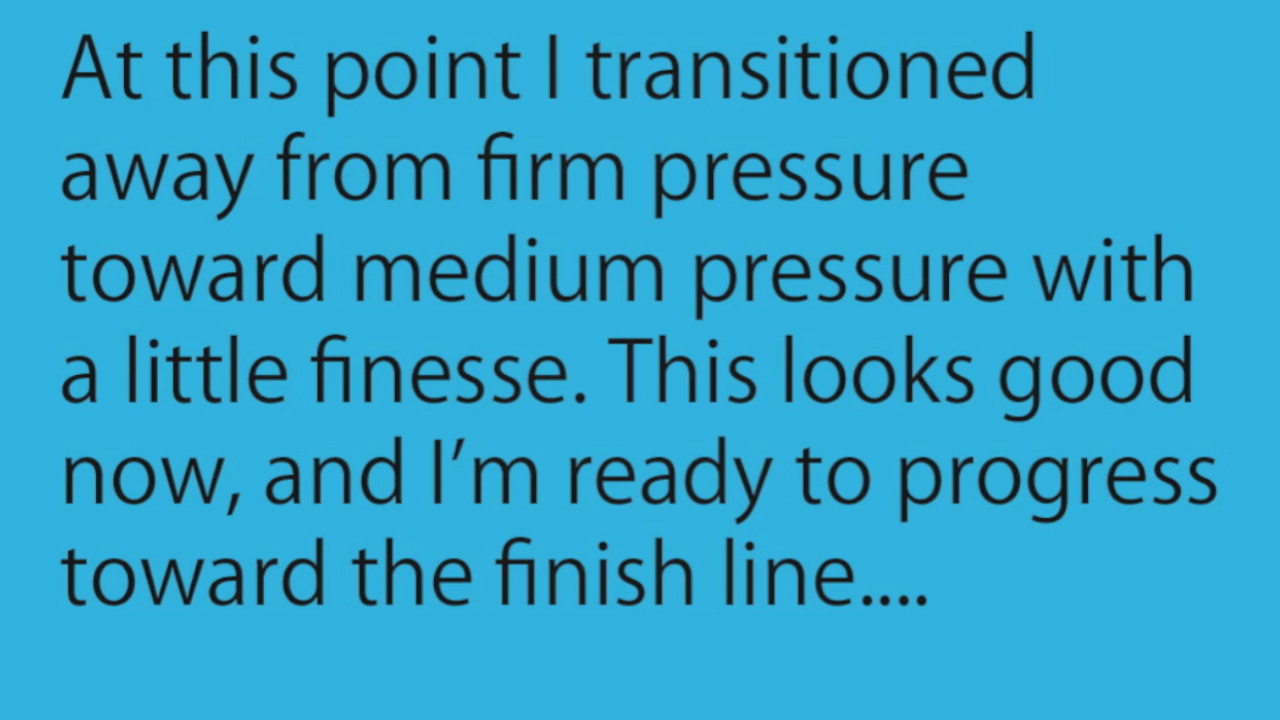 At this point I transitioned
away from firm pressure
toward medium pressure with
a little finesse. This looks good
now, and I’m ready to progress
toward the finish line....